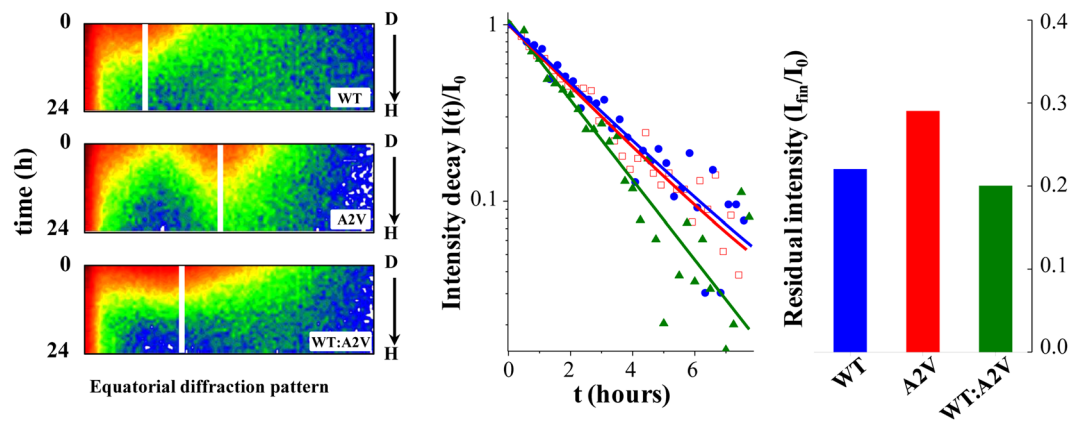 0
24
WT
D
H
0
24
A2V
D
H
0
24
WT:A2V
D
H
time (h)
Equatorial diffraction pattern
Intensity decay I(t)/I0
1
0.1
0
2
4
6
t (hours)
Residual intensity (Ifin/I0)
0.4
0.3
0.2
0.1
0.0
WT
A2V
WT:A2V